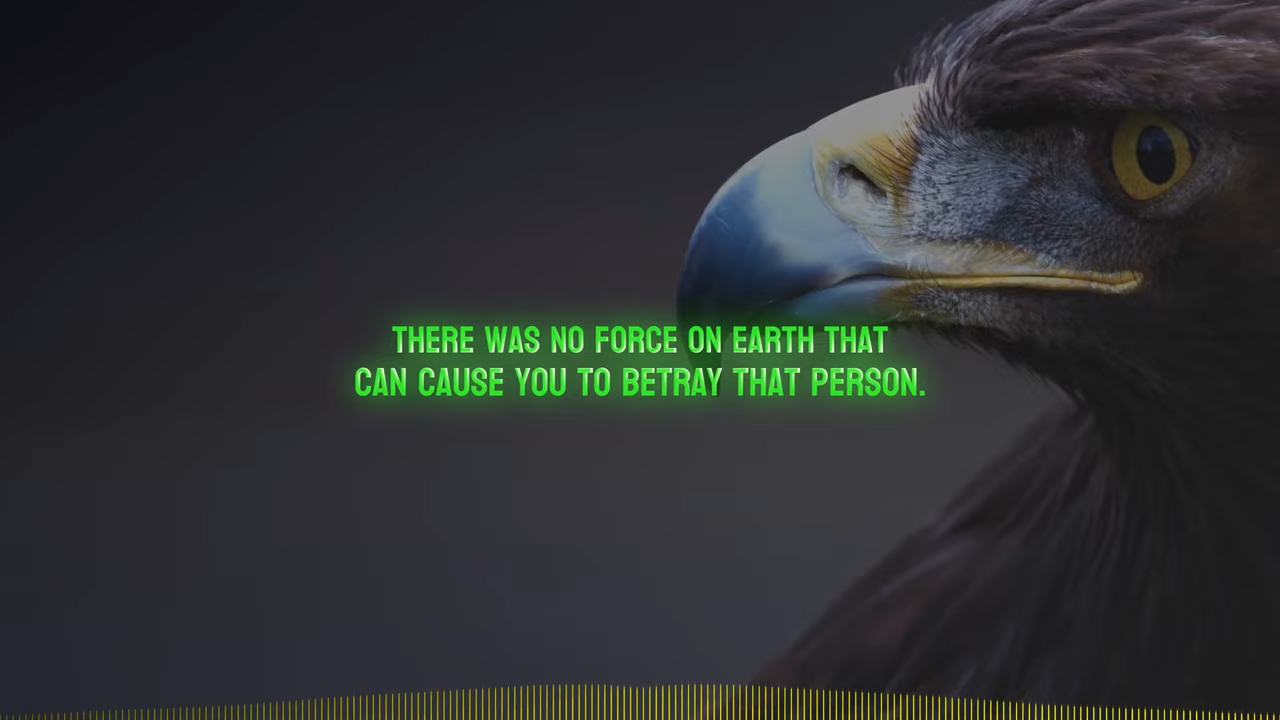 THERE WAS NO FORCE ON EARTH THAT
CAN CAUSE YOU TO BETRAY THAT PERSON.